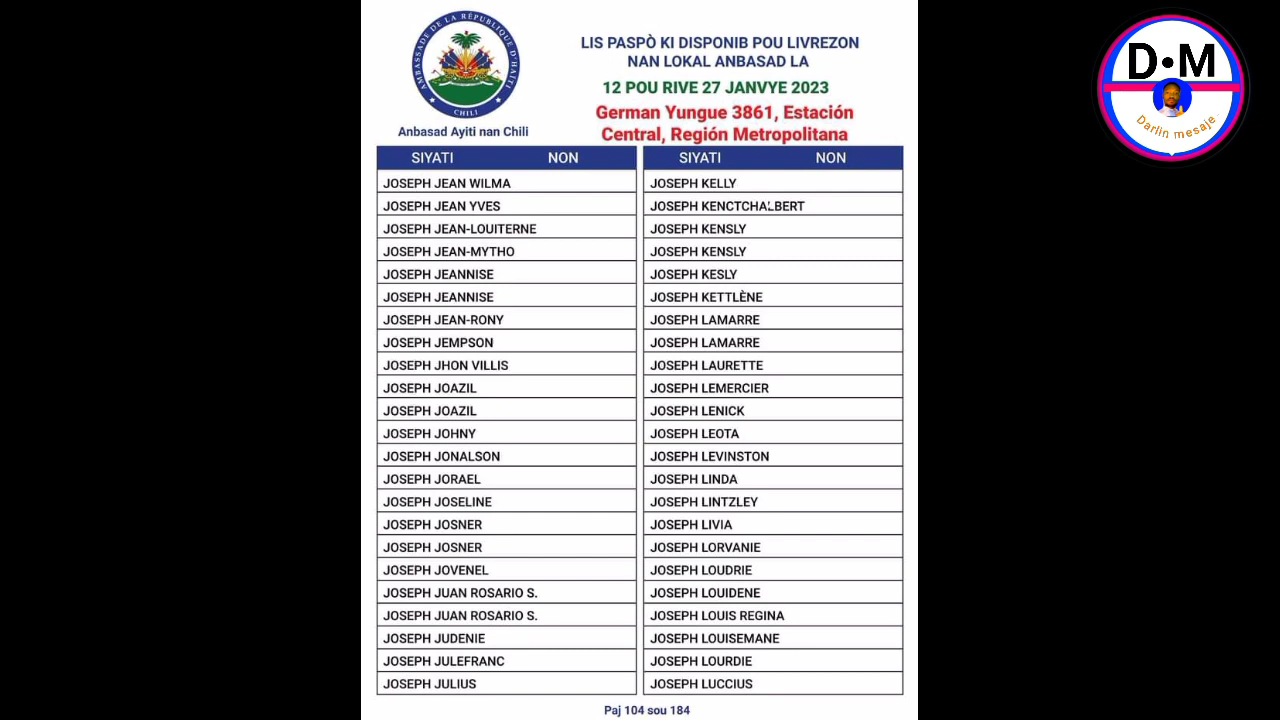 AMBASSADE DE LA RÉPUBLIQUE D'HAÏTI
CHILI
Anbasad Ayiti nan Chili
LIS PASPÒ KI DISPONIB POU LIVREZON
NAN LOKAL ANBASAD LA
12 POU RIVE 27 JANVYE 2023
German Yungue 3861, Estación
Central, Región Metropolitana
D•M
Darlin mesaje
SIYATI NON
JOSEPH JEAN WILMA
JOSEPH JEAN YVES
JOSEPH JEAN-LOUITERNE
JOSEPH JEAN-MYTHO
JOSEPH JEANNISE
JOSEPH JEANNISE
JOSEPH JEAN-RONY
JOSEPH JEMPSON
JOSEPH JHON VILLIS
JOSEPH JOAZIL
JOSEPH JOAZIL
JOSEPH JOHNY
JOSEPH JONALSON
JOSEPH JORAEL
JOSEPH JOSELINE
JOSEPH JOSNER
JOSEPH JOSNER
JOSEPH JOVENEL
JOSEPH JUAN ROSARIO S.
JOSEPH JUAN ROSARIO S.
JOSEPH JUDENIE
JOSEPH JULEFRANC
JOSEPH JULIUS
SIYATI NON
JOSEPH KELLY
JOSEPH KENCTCHALBERT
JOSEPH KENSLY
JOSEPH KENSLY
JOSEPH KESLY
JOSEPH KETTLÈNE
JOSEPH LAMARRE
JOSEPH LAMARRE
JOSEPH LAURETTE
JOSEPH LEMERCIER
JOSEPH LENICK
JOSEPH LEOTA
JOSEPH LEVINSTON
JOSEPH LINDA
JOSEPH LINTZLEY
JOSEPH LIVIA
JOSEPH LORVANIE
JOSEPH LOUDRIE
JOSEPH LOUIDENE
JOSEPH LOUIS REGINA
JOSEPH LOUISEMANE
JOSEPH LOURDIE
JOSEPH LUCCIUS
Paj 104 sou 184